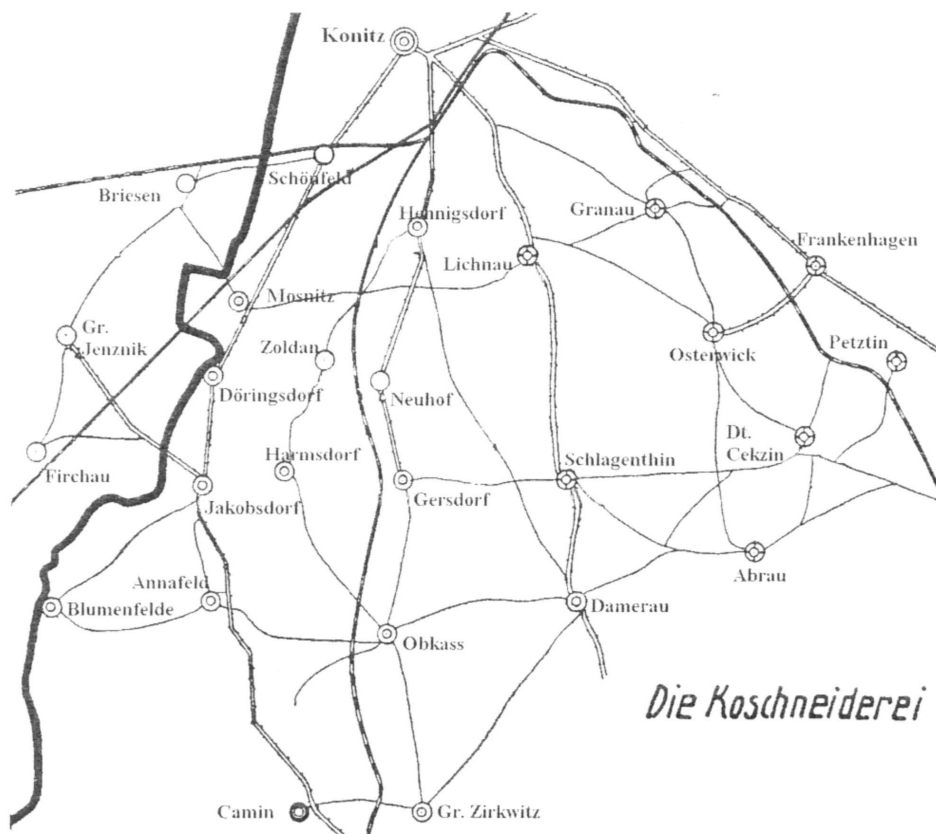 Konitz
Schönfeld
Briesen
Hennigsdorf
Granau
Frankenhagen
Lichnau
Mosnitz
Gr.
Jenznik
Zoldan
Osterwick
Petztin
Döringsdorf
Neuhof
Dt.
Cekzin
Firchau
Harmsdorf
Schlagenthin
Jakobsdorf
Gersdorf
Abrau
Annafeld
Blumenfelde
Damerau
Obkass
Die Koschneiderei
Camin
Gr. Zirkwitz